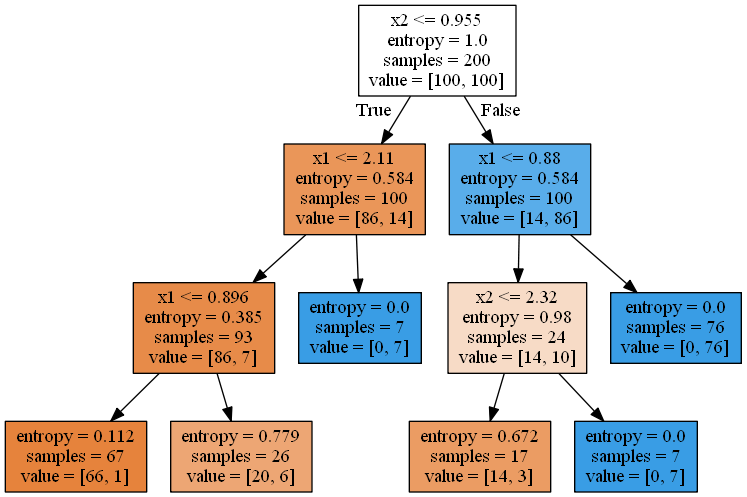 x2 <= 0.955
entropy = 1.0
samples = 200
value = [100, 100]
True
False
x1 <= 2.11
entropy = 0.584
samples = 100
value = [86, 14]
x1 <= 0.88
entropy = 0.584
samples = 100
value = [14, 86]
x1 <= 0.896
entropy = 0.385
samples = 93
value = [86, 7]
entropy = 0.0
samples = 7
value = [0, 7]
x2 <= 2.32
entropy = 0.98
samples = 24
value = [14, 10]
entropy = 0.0
samples = 76
value = [0, 76]
entropy = 0.112
samples = 67
value = [66, 1]
entropy = 0.779
samples = 26
value = [20, 6]
entropy = 0.672
samples = 17
value = [14, 3]
entropy = 0.0
samples = 7
value = [0, 7]